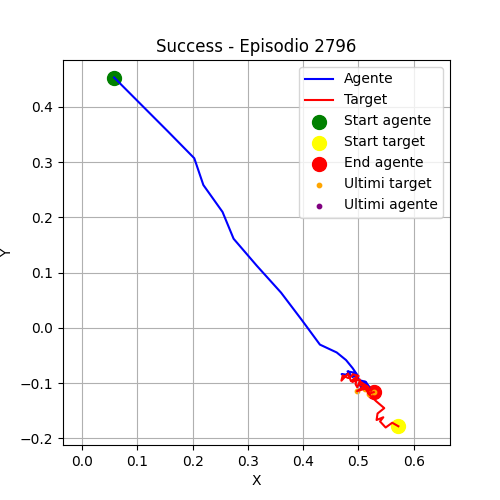 Success - Episodio 2796
Agente
Target
Start agente
Start target
End agente
Ultimi target
Ultimi agente
Y
0.4
0.3
0.2
0.1
0.0
−0.1
−0.2
0.0 0.1 0.2 0.3 0.4 0.5 0.6
X